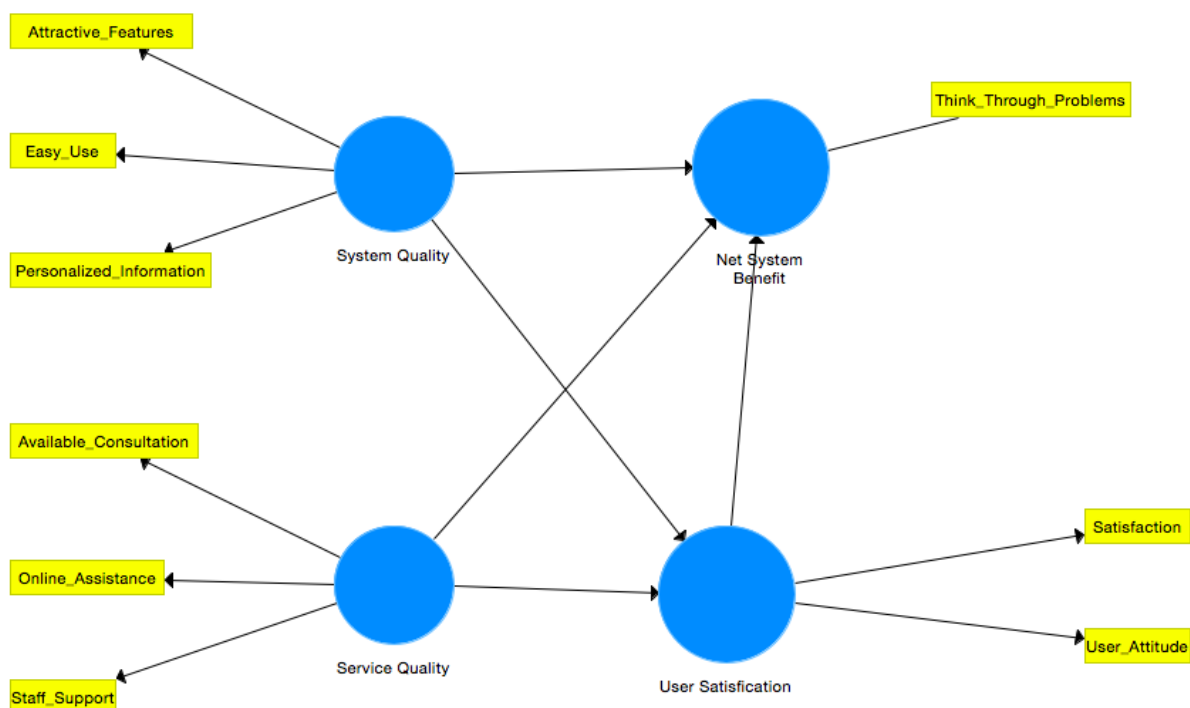 Attractive_Features
Think_Through_Problems
Easy_Use
System Quality
Net System
Benefit
Personalized_Information
Available_Consultation
Satisfaction
Online_Assistance
User_Attitude
Service Quality
User Satisfication
Staff_Support